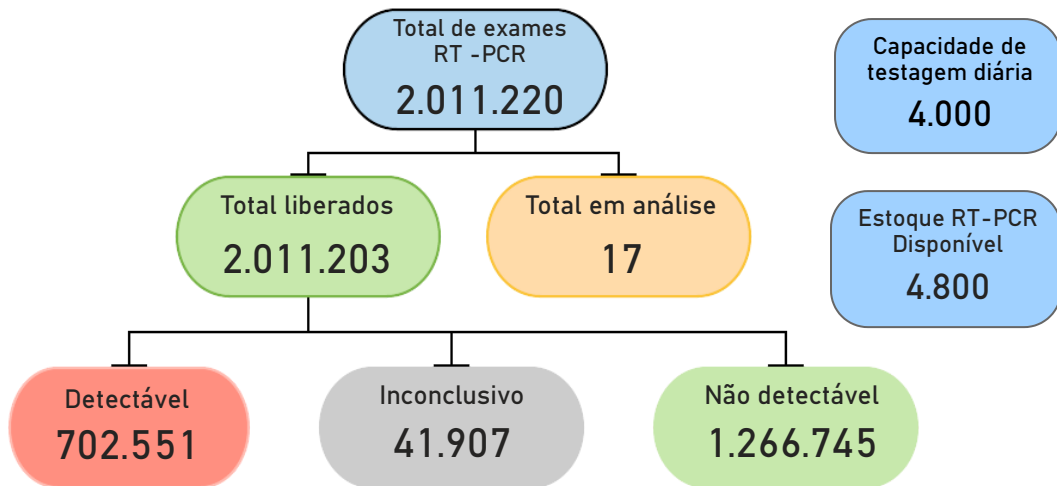 Total de exames
RT -PCR
2.011.220
Capacidade de
testagem diária
4.000
Total liberados
2.011.203
Total em análise
17
Estoque RT-PCR
Disponível
4.800
Detectável
702.551
Inconclusivo
41.907
Não detectável
1.266.745